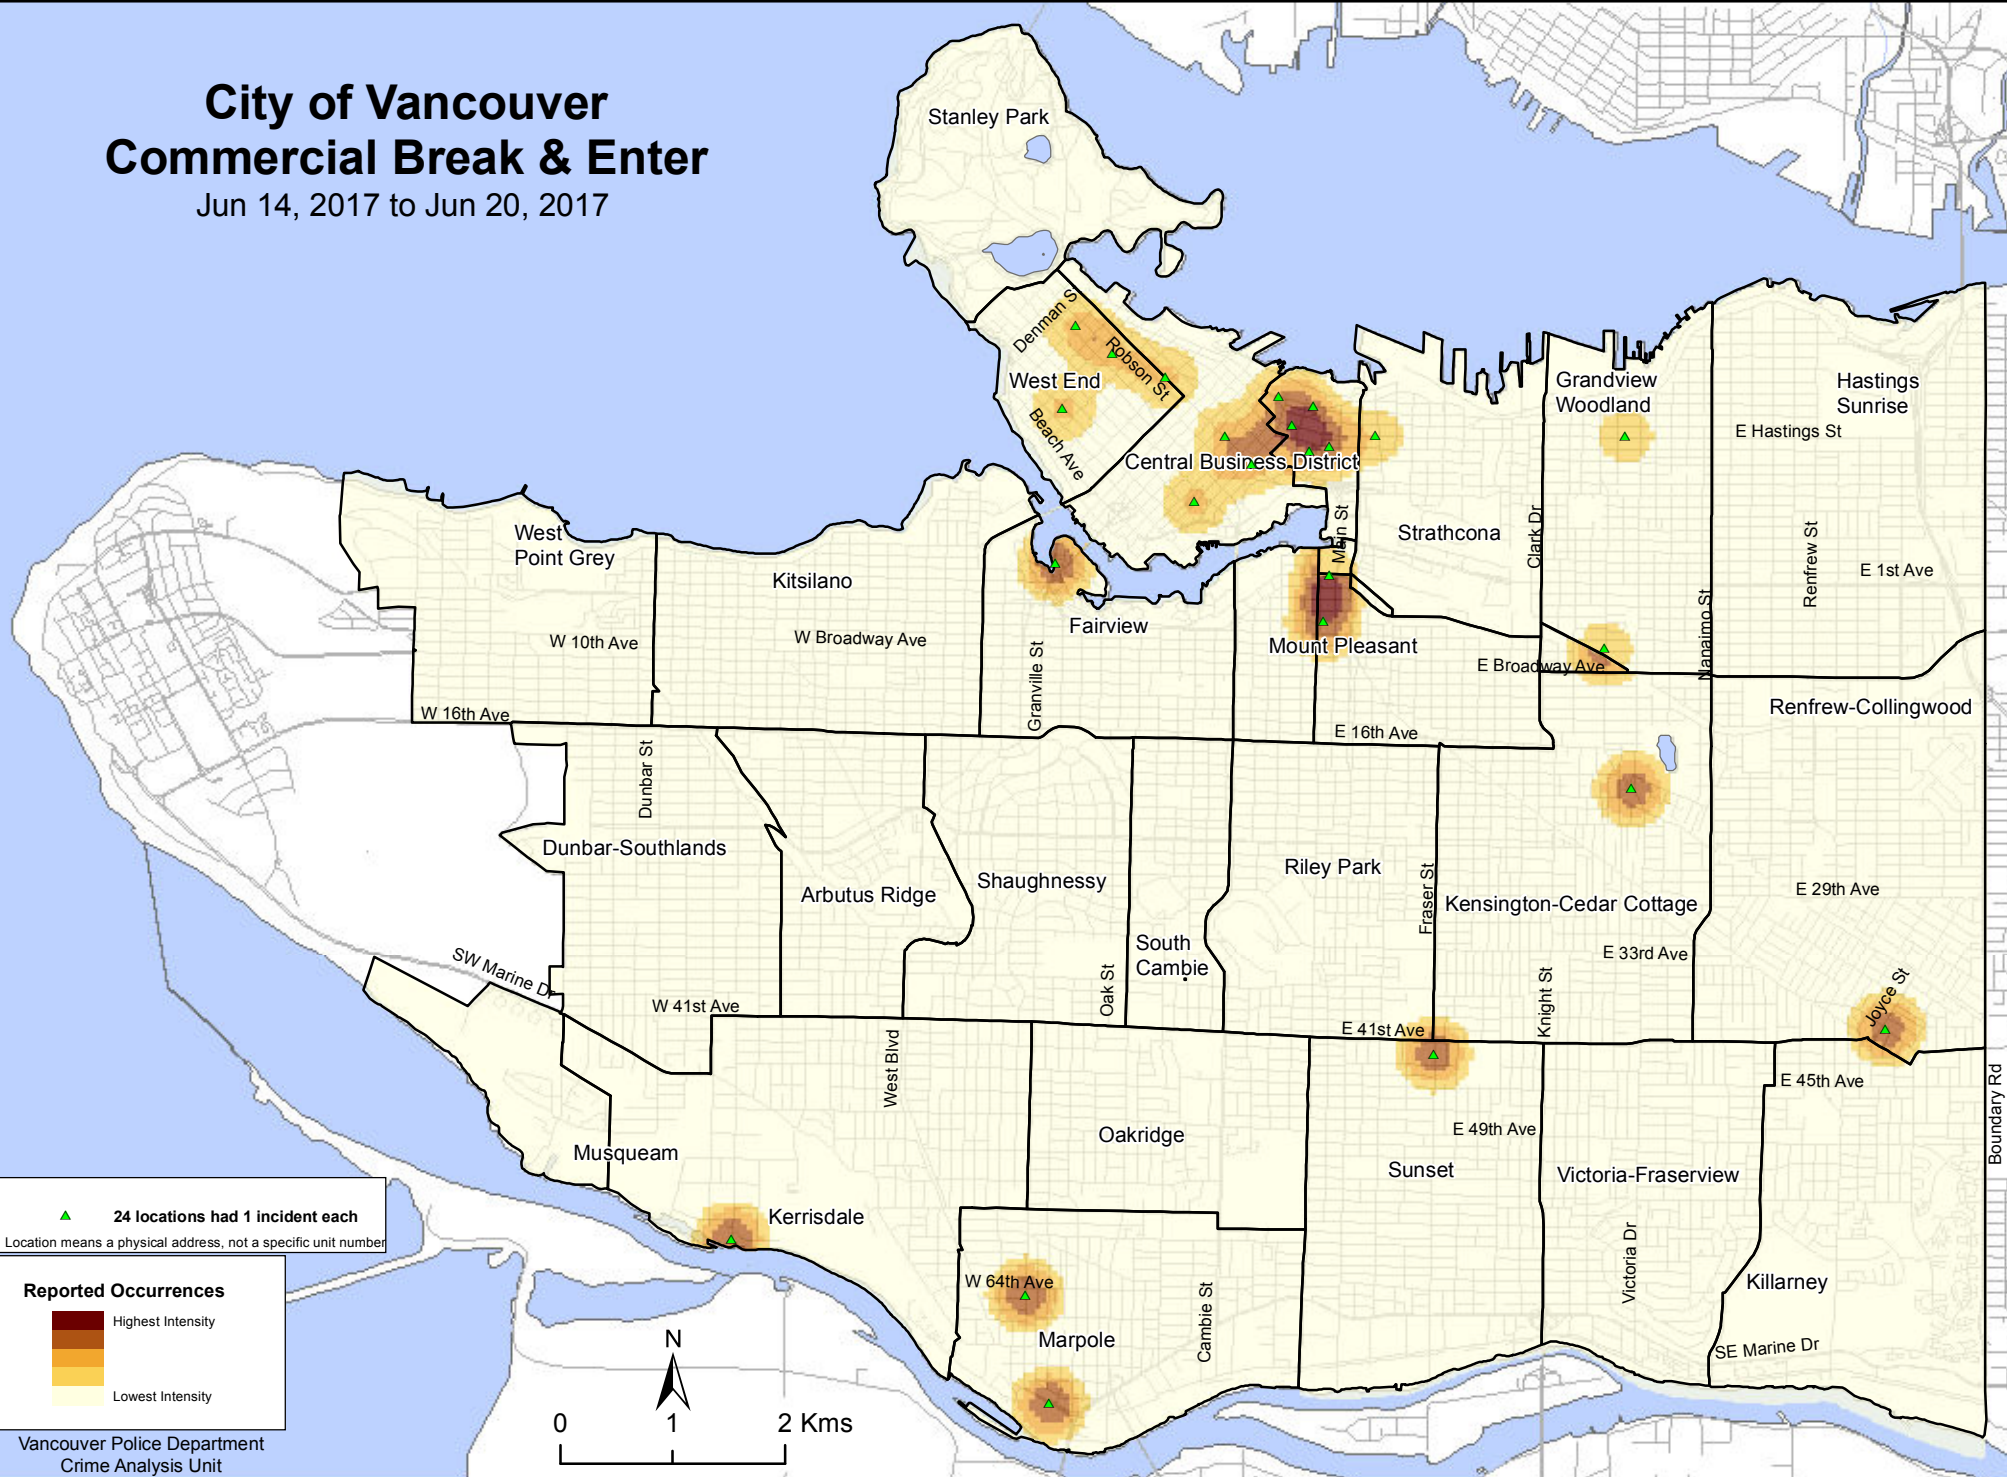 City of Vancouver
Commercial Break & Enter
Jun 14, 2017 to Jun 20, 2017
Stanley Park
Denman S
Robson St
West End
Beach Ave
Central Business District
Grandview
Woodland
Hastings
Sunrise
E Hastings St
West
Point Grey
Kitsilano
Main St
Strathcona
Clark Dr
Renfrew St
E 1st Ave
W 10th Ave
W Broadway Ave
Fairview
Granville St
Mount Pleasant
E Broadway Ave
Nanaimo St
W 16th Ave
E 16th Ave
Renfrew-Collingwood
Dunbar St
Dunbar-Southlands
Arbutus Ridge
Shaughnessy
South
Cambie
Oak St
Riley Park
Fraser St
Kensington-Cedar Cottage
E 29th Ave
E 33rd Ave
Knight St
Joyce St
SW Marine Dr
W 41st Ave
E 41st Ave
West Blvd
E 45th Ave
Boundary Rd
Musqueam
Oakridge
E 49th Ave
Sunset
Victoria-Fraserview
Kerrisdale
Victoria Dr
W 64th Ave
Marpole
Cambie St
Killarney
SE Marine Dr
24 locations had 1 incident each
Location means a physical address, not a specific unit number
Reported Occurrences
Highest Intensity
Lowest Intensity
Vancouver Police Department
Crime Analysis Unit
N
0 1 2 Kms